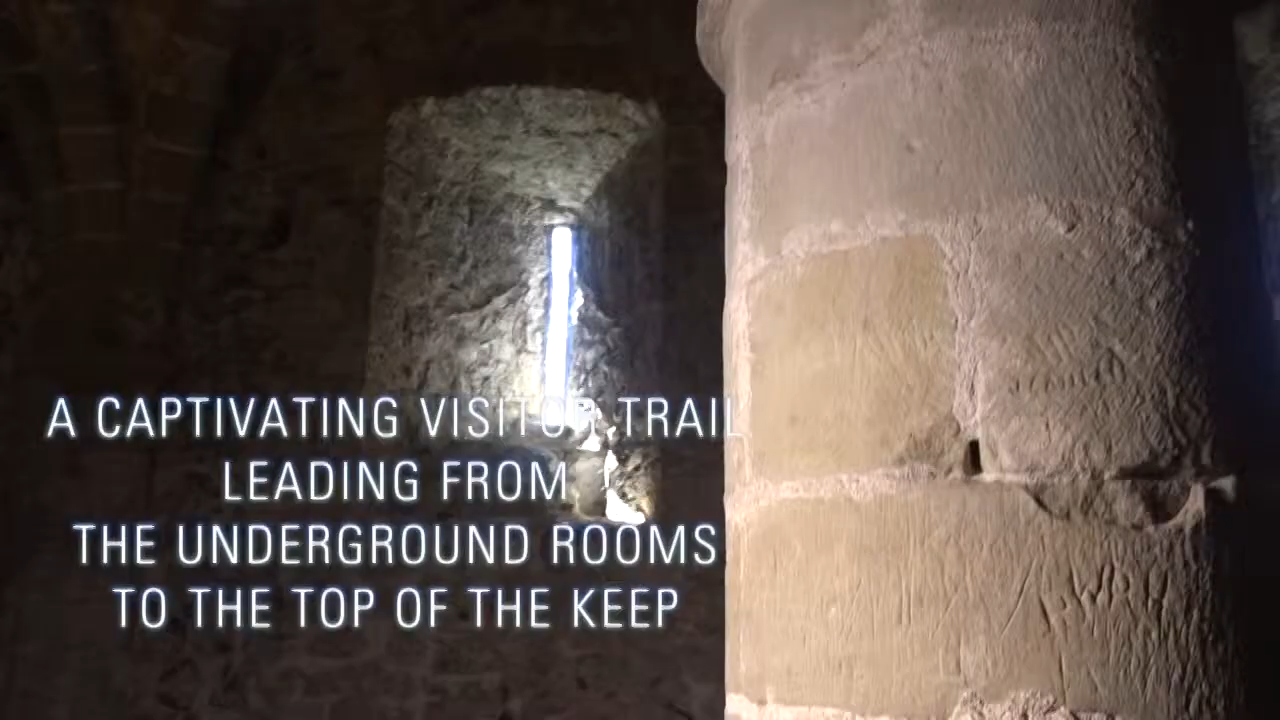 A CAPTIVATING VISITOR TRAIL
LEADING FROM
THE UNDERGROUND ROOMS
TO THE TOP OF THE KEEP